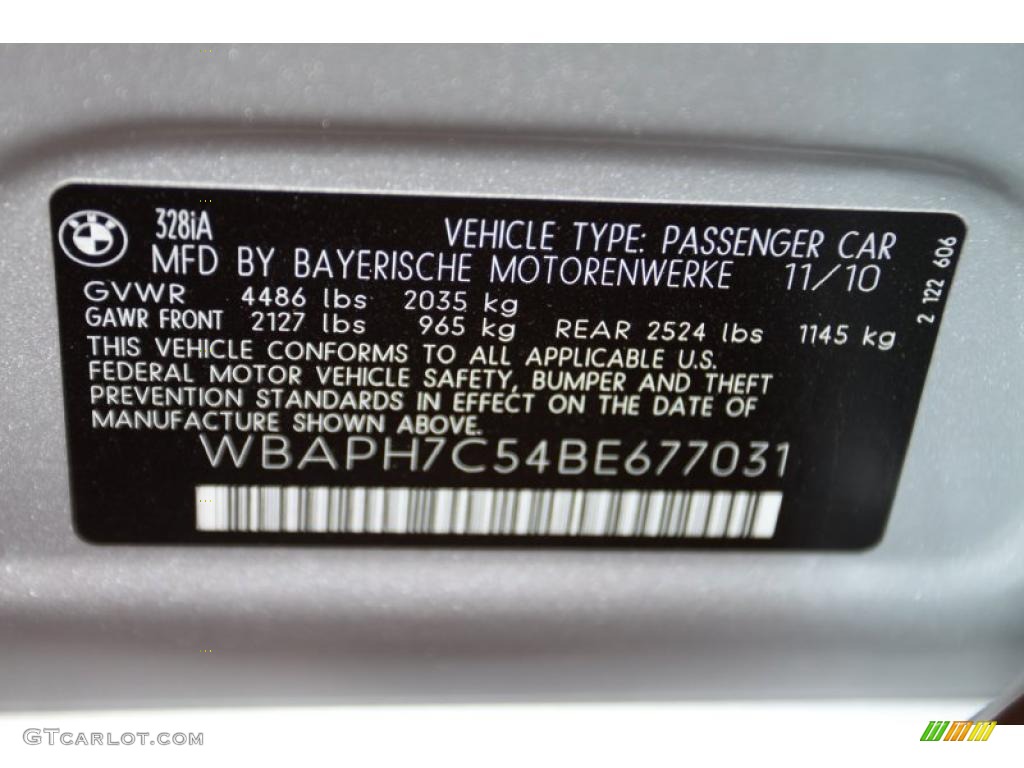 328iA
VEHICLE TYPE: PASSENGER CAR
MFD BY BAYERISCHE MOTORENWERKE 11/10
GVWR 4486 lbs 2035 kg
GAWR FRONT 2127 lbs 965 kg REAR 2524 lbs 1145 kg
THIS VEHICLE CONFORMS TO ALL APPLICABLE U.S.
FEDERAL MOTOR VEHICLE SAFETY, BUMPER AND THEFT
PREVENTION STANDARDS IN EFFECT ON THE DATE OF
MANUFACTURE SHOWN ABOVE.
WBAPH7C54BE677031
2 122 606
GTCARLOT.COM